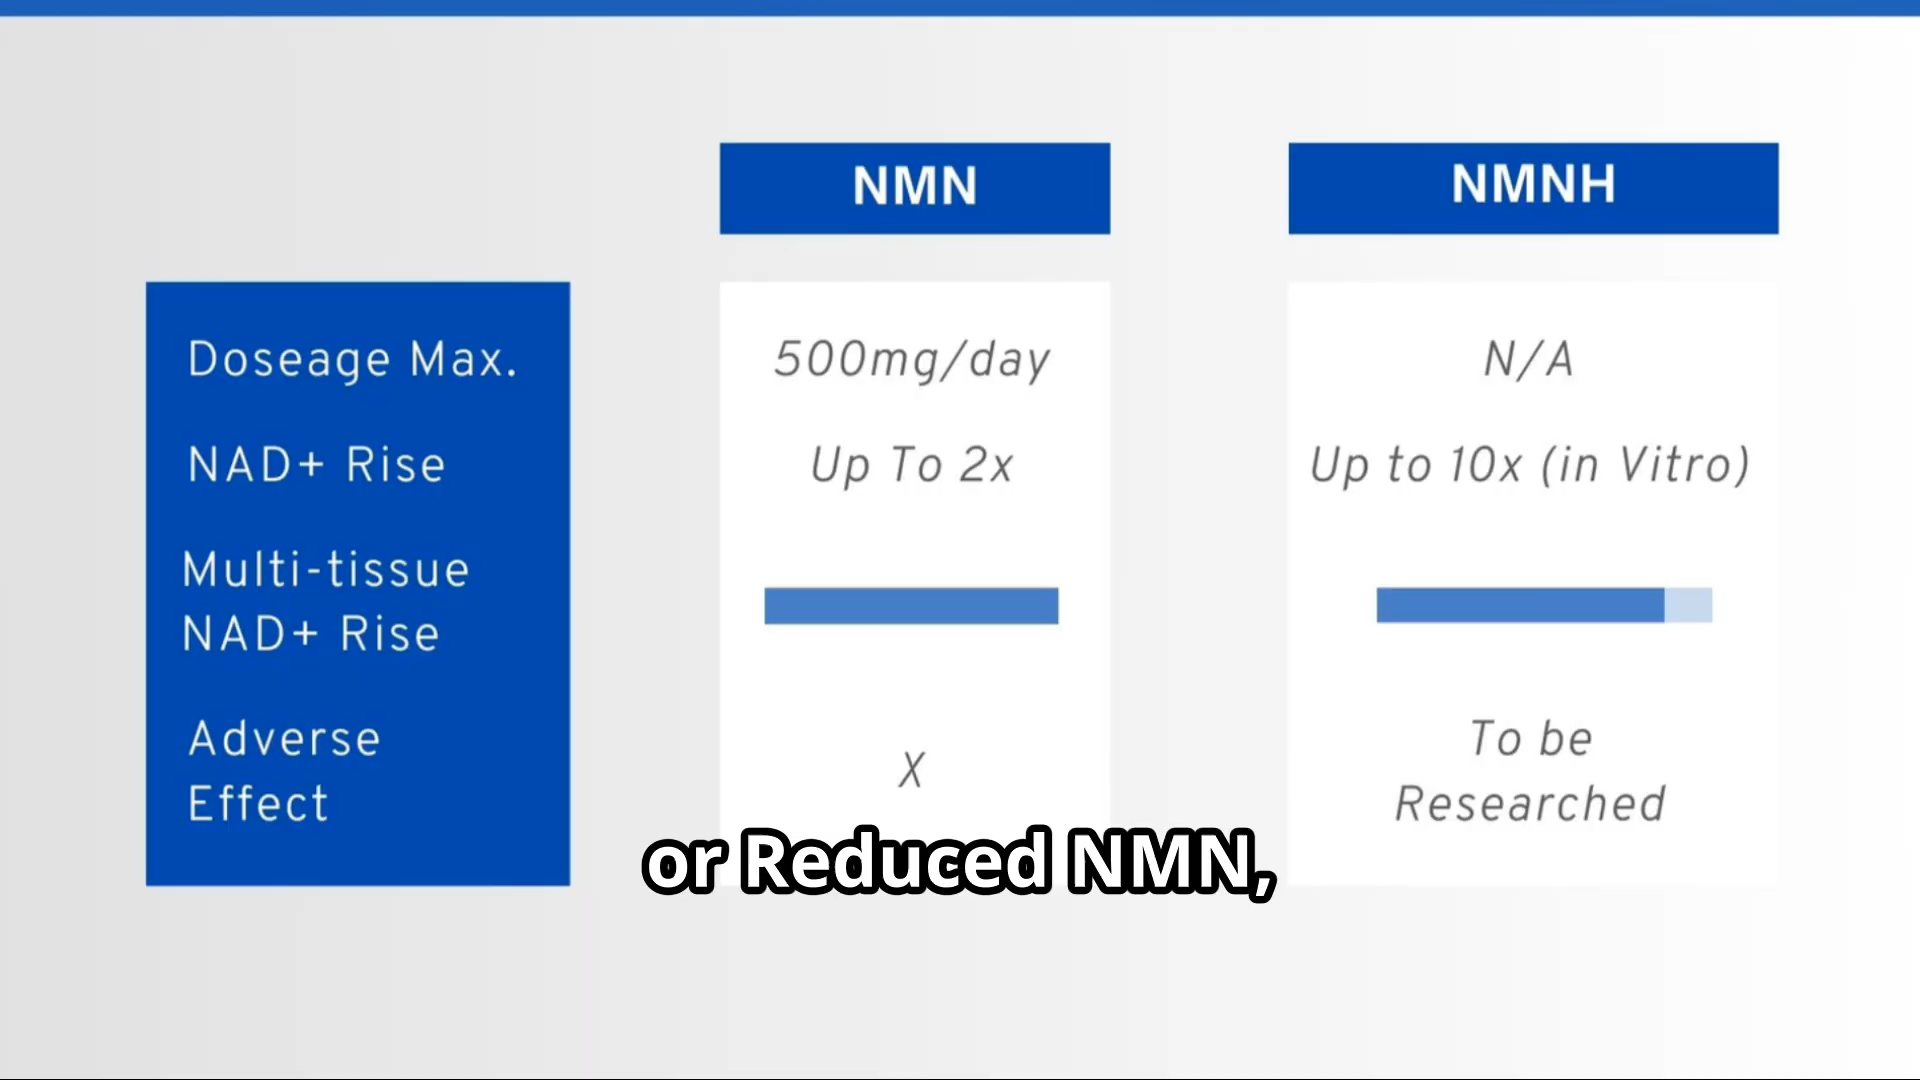 NMN
NMNH
Doseage Max.
500mg/day
N/A
NAD+ Rise
Up To 2x
Up to 10x (in Vitro)
Multi-tissue
NAD+ Rise
Adverse
Effect
X
To be
Researched
or Reduced NMN,